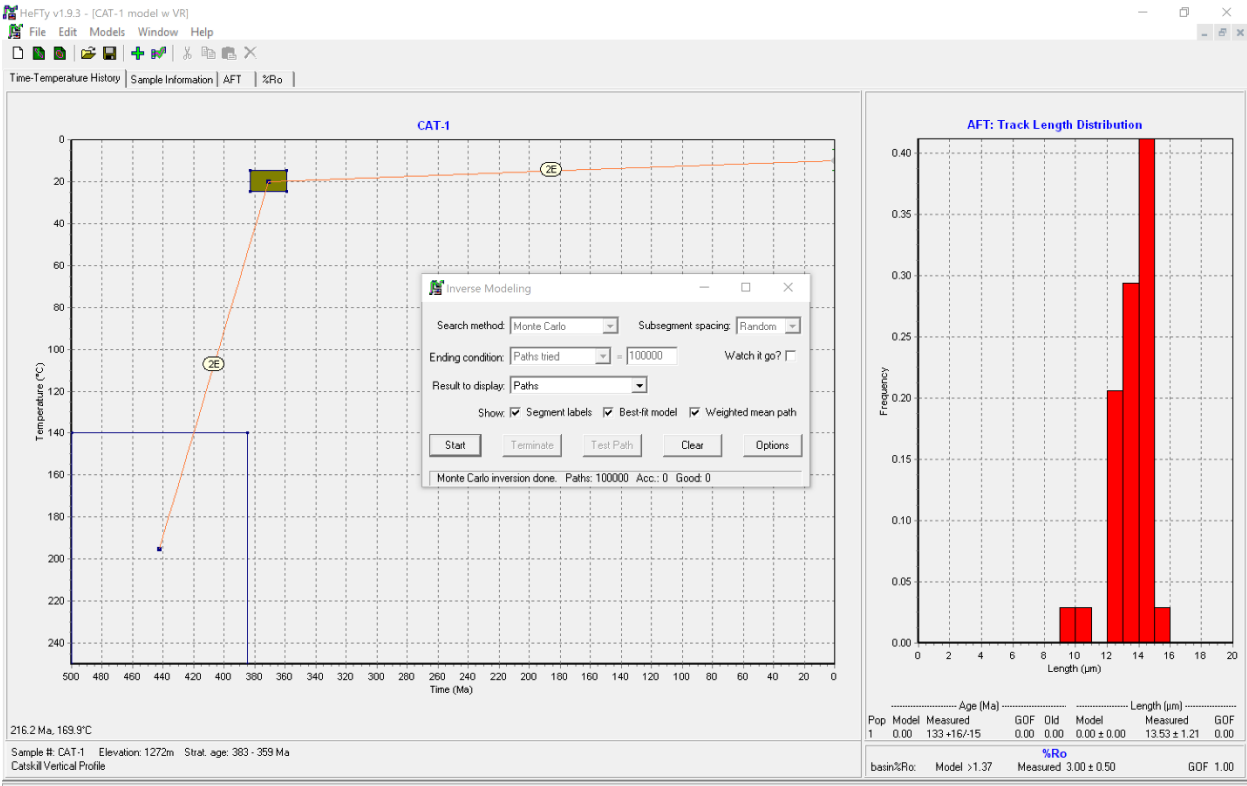 HeFTy v1.9.3 - [CAT-1 model w VR]
File Edit Models Window Help
Time-Temperature History Sample Information AFT %Ro
CAT-1
0
20
40
60
80
100
120
140
160
180
200
220
240
Temperature (°C)
2E
2E
500 480 460 440 420 400 380 360 340 320 300 280 260 240 220 200 180 160 140 120 100 80 60 40 20 0
Time (Ma)
Inverse Modeling
Search method: Monte Carlo Subsegment spacing: Random
Ending condition: Paths tried = 100000 Watch it go?
Result to display: Paths
Show: Segment labels Best-fit model Weighted mean path
Start Terminate Test Path Clear Options
Monte Carlo inversion done. Paths: 100000 Acc.: 0 Good: 0
AFT: Track Length Distribution
0.40
0.35
0.30
0.25
0.20
0.15
0.10
0.05
0.00
Frequency
0 2 4 6 8 10 12 14 16 18 20
Length (µm)
Age (Ma) Length (µm)
Pop Model Measured GOF Old Model Measured GOF
1 0.00 133 +16/-15 0.00 0.00 0.00 ± 0.00 13.53 ± 1.21 0.00
216.2 Ma, 169.9°C
Sample #: CAT-1 Elevation: 1272m Strat. age: 383 - 359 Ma
Catskill Vertical Profile
%Ro
basin%Ro: Model >1.37 Measured 3.00 ± 0.50 GOF 1.00